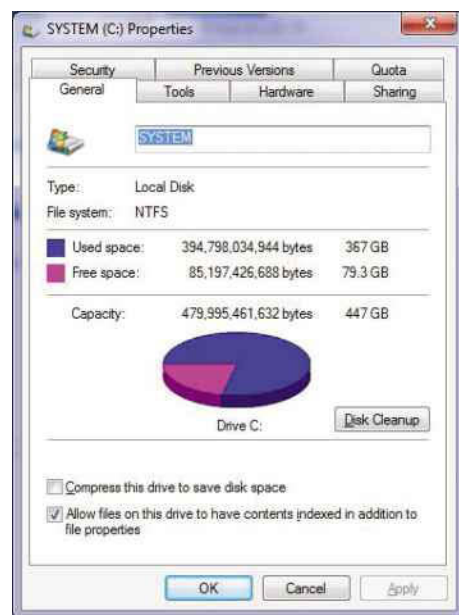 SYSTEM (C:) Properties
Security Previous Versions Quota
General Tools Hardware Sharing
SYSTEM
Type: Local Disk
File system: NTFS
Used space: 394,798,034,944 bytes 367 GB
Free space: 85,197,426,688 bytes 79.3 GB
Capacity: 479,995,461,632 bytes 447 GB
Drive C:
Disk Cleanup
Compress this drive to save disk space
Allow files on this drive to have contents indexed in addition to
file properties
OK Cancel Apply